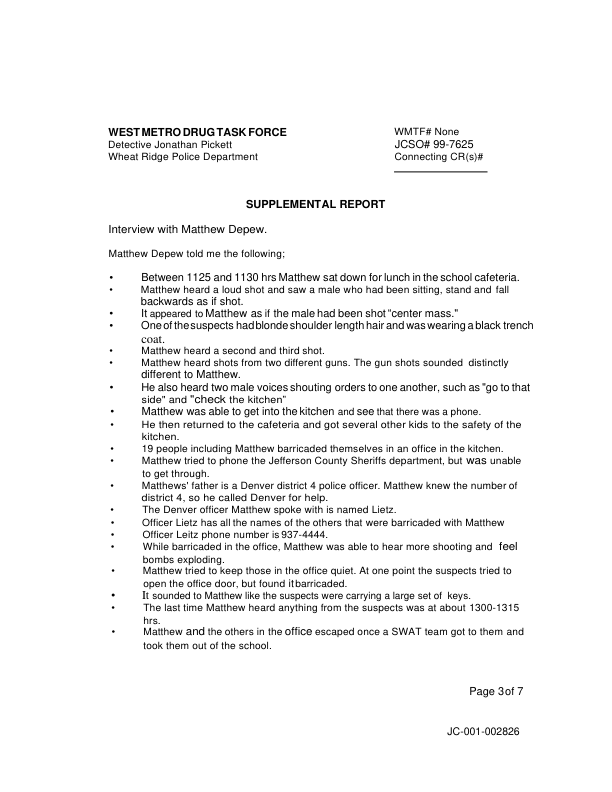 WEST METRO DRUG TASK FORCE
Detective Jonathan Pickett
Wheat Ridge Police Department
WMTF# None
JCSO# 99-7625
Connecting CR(s)#
SUPPLEMENTAL REPORT
Interview with Matthew Depew.
Matthew Depew told me the following;
• Between 1125 and 1130 hrs Matthew sat down for lunch in the school cafeteria.
• Matthew heard a loud shot and saw a male who had been sitting, stand and fall
backwards as if shot.
• It appeared to Matthew as if the male had been shot "center mass."
• One of the suspects had blonde shoulder length hair and was wearing a black trench
coat.
• Matthew heard a second and third shot.
• Matthew heard shots from two different guns. The gun shots sounded distinctly
different to Matthew.
• He also heard two male voices shouting orders to one another, such as "go to that
side" and "check the kitchen"
• Matthew was able to get into the kitchen and see that there was a phone.
• He then returned to the cafeteria and got several other kids to the safety of the
kitchen.
• 19 people including Matthew barricaded themselves in an office in the kitchen.
• Matthew tried to phone the Jefferson County Sheriffs department, but was unable
to get through.
• Matthews' father is a Denver district 4 police officer. Matthew knew the number of
district 4, so he called Denver for help.
• The Denver officer Matthew spoke with is named Lietz.
• Officer Lietz has all the names of the others that were barricaded with Matthew
• Officer Leitz phone number is 937-4444.
• While barricaded in the office, Matthew was able to hear more shooting and feel
bombs exploding.
• Matthew tried to keep those in the office quiet. At one point the suspects tried to
open the office door, but found it barricaded.
• It sounded to Matthew like the suspects were carrying a large set of keys.
• The last time Matthew heard anything from the suspects was at about 1300-1315
hrs.
• Matthew and the others in the office escaped once a SWAT team got to them and
took them out of the school.
Page 3 of 7
JC-001-002826